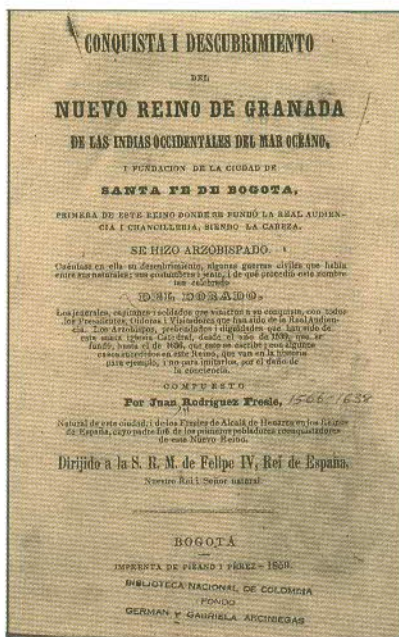 CONQUISTA I DESCUBRIMIENTO
DEL
NUEVO REINO DE GRANADA
DE LAS INDIAS OCCIDENTALES DEL MAR OCÉANO,
I FUNDACION DE LA CIUDAD DE
SANTA FE DE BOGOTA,
PRIMERA DE ESTE REINO DONDE SE FUNDÓ LA REAL AUDIEN-
CIA I CHANCILLERIA, SIENDO LA CABEZA.
SE HIZO ARZOBISPADO.
Cuéntase en ella su descubrimiento, algunas guerras civiles que habia
entre sus naturales; sus costumbres i jente, i de qué procedió este nombre
tan celebrado
DEL DORADO.
Los jenerales, capitanes i soldados que vinieron a su conquista, con todos
los Presidentes, Oidores i Visitadores que han sido de la Real Audien-
cia. Los Arzobispos, prebendados i dignidades que han sido de
esta santa iglesia Catedral, desde el año de 1539, que se
fundó, hasta el de 1636, que esto se escribe; con algunos
casos sucedidos en este Reino, que van en la historia
para ejemplo, i no para imitarlos, por el daño de
la conciencia.
COMPUESTO
Por Juan Rodríguez Fresle, 1566-1638
Natural de esta ciudad, i de los Fresles de Alcalá de Henares en los Reinos
de España, cuyo padre fué de los primeros pobladores i conquistadores
de este Nuevo Reino.
Dirijido a la S. R. M. de Felipe IV, Rei de España,
Nuestro Rei i Señor natural.
BOGOTÁ
IMPRENTA DE PIZANO I PÉREZ - 1859.
BIBLIOTECA NACIONAL DE COLOMBIA
FONDO
GERMAN Y GABRIELA ARCINIEGAS